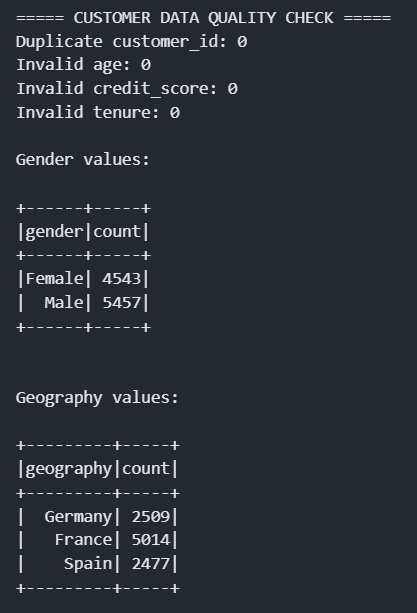 ===== CUSTOMER DATA QUALITY CHECK =====
Duplicate customer_id: 0
Invalid age: 0
Invalid credit_score: 0
Invalid tenure: 0

Gender values:

+------+-----+
|gender|count|
+------+-----+
|Female| 4543|
|  Male| 5457|
+------+-----+


Geography values:

+---------+-----+
|geography|count|
+---------+-----+
|  Germany| 2509|
|   France| 5014|
|    Spain| 2477|
+---------+-----+